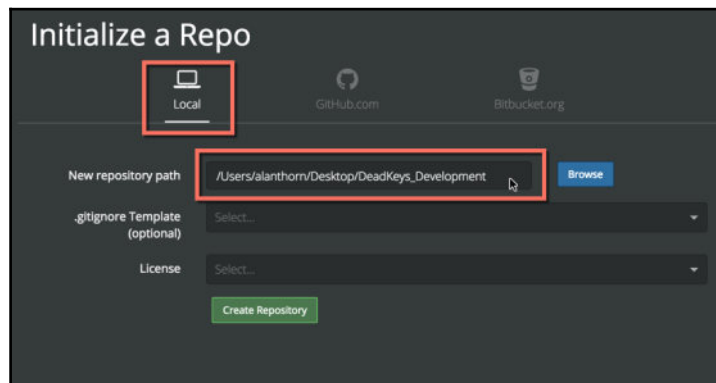 Initialize a Repo
Local
GitHub.com
Bitbucket.org
New repository path
/Users/alanthorn/Desktop/DeadKeys_Development
Browse
.gitignore Template
(optional)
Select...
License
Select...
Create Repository